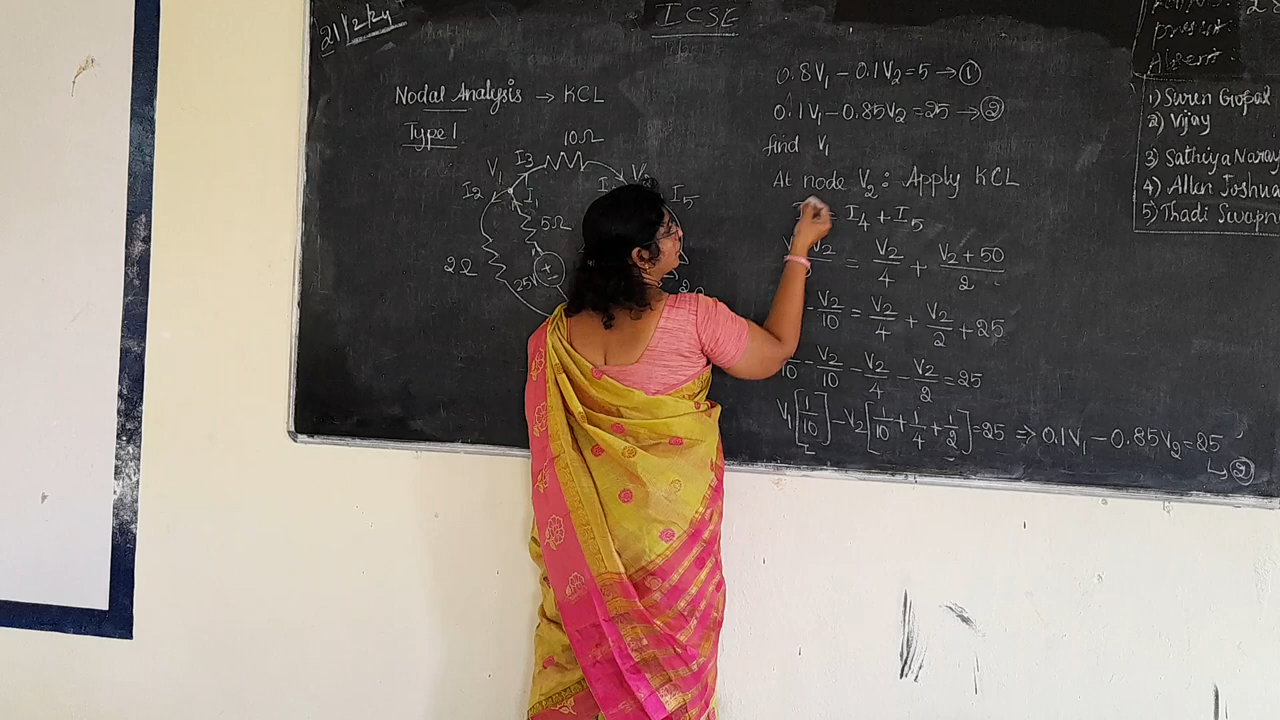 21/2/24
ICSE
Nodal Analysis → KCL
Type 1
10Ω
V1 I3
I2 I1 I5
5Ω
2Ω
25V
+ -
0.8V1 - 0.1V2 = 5 → ①
0.1V1 - 0.85V2 = 25 → ②
find V1
At node V2: Apply KCL
= I4 + I5
V2 = V2/4 + (V2 + 50)/2
- V2/10 = V2/4 + V2/2 + 25
10 - V2/10 - V2/4 - V2/2 = 25
V1[1/10] - V2[1/10 + 1/4 + 1/2] = 25 ⇒ 0.1V1 - 0.85V2 = 25
↳ ②
present
Absent
1) Suren Gopal
2) Vijay
3) Sathiya Naray
4) Allen Joshua
5) Thadi Swapn